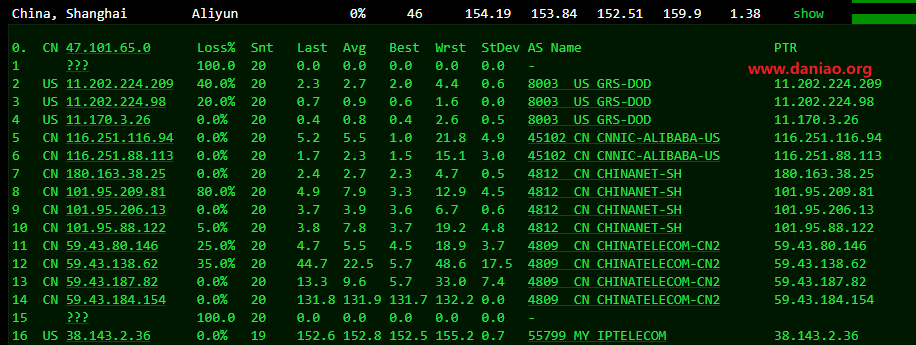 China, Shanghai Aliyun 0% 46 154.19 153.84 152.51 159.9 1.38 show
0. CN 47.101.65.0 Loss% Snt Last Avg Best Wrst StDev AS Name PTR
1 ??? 100.0 20 0.0 0.0 0.0 0.0 0.0 -
www.daniao.org
2 US 11.202.224.209 40.0% 20 2.3 2.7 2.0 4.4 0.6 8003 US GRS-DOD 11.202.224.209
3 US 11.202.224.98 20.0% 20 0.7 0.9 0.6 1.6 0.0 8003 US GRS-DOD 11.202.224.98
4 US 11.170.3.26 0.0% 20 0.4 0.8 0.4 2.6 0.5 8003 US GRS-DOD 11.170.3.26
5 CN 116.251.116.94 0.0% 20 5.2 5.5 1.0 21.8 4.9 45102 CN CNNIC-ALIBABA-US 116.251.116.94
6 CN 116.251.88.113 0.0% 20 1.7 2.3 1.5 15.1 3.0 45102 CN CNNIC-ALIBABA-US 116.251.88.113
7 CN 180.163.38.25 0.0% 20 2.4 2.7 2.3 4.7 0.5 4812 CN CHINANET-SH 180.163.38.25
8 CN 101.95.209.81 80.0% 20 4.9 7.9 3.3 12.9 4.5 4812 CN CHINANET-SH 101.95.209.81
9 CN 101.95.206.13 0.0% 20 3.7 3.9 3.6 6.7 0.6 4812 CN CHINANET-SH 101.95.206.13
10 CN 101.95.88.122 5.0% 20 3.8 7.8 3.7 19.2 4.8 4812 CN CHINANET-SH 101.95.88.122
11 CN 59.43.80.146 25.0% 20 4.7 5.5 4.5 18.9 3.7 4809 CN CHINATELECOM-CN2 59.43.80.146
12 CN 59.43.138.62 35.0% 20 44.7 22.5 5.7 48.6 17.5 4809 CN CHINATELECOM-CN2 59.43.138.62
13 CN 59.43.187.82 0.0% 20 13.3 9.6 5.7 33.0 7.4 4809 CN CHINATELECOM-CN2 59.43.187.82
14 CN 59.43.184.154 0.0% 20 131.8 131.9 131.7 132.2 0.0 4809 CN CHINATELECOM-CN2 59.43.184.154
15 ??? 100.0 20 0.0 0.0 0.0 0.0 0.0 -
16 US 38.143.2.36 0.0% 19 152.6 152.8 152.5 155.2 0.7 55799 MY IPTELECOM 38.143.2.36